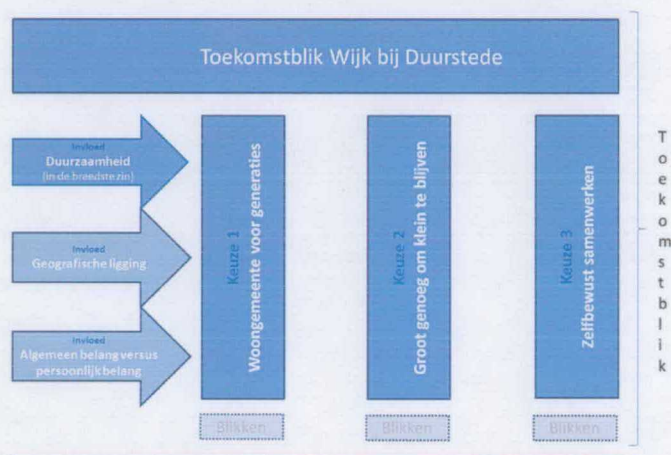 Toekomstblik Wijk bij Duurstede
Invloed
Duurzaamheid
(in de breedste zin)
Invloed
Geografische ligging
Invloed
Algemeen belang versus
persoonlijk belang
Keuze 1
Woongemeente voor generaties
Keuze 2
Groot genoeg om klein te blijven
Keuze 3
Zelfbewust samenwerken
Blikken
Blikken
Blikken
Toekomstblik